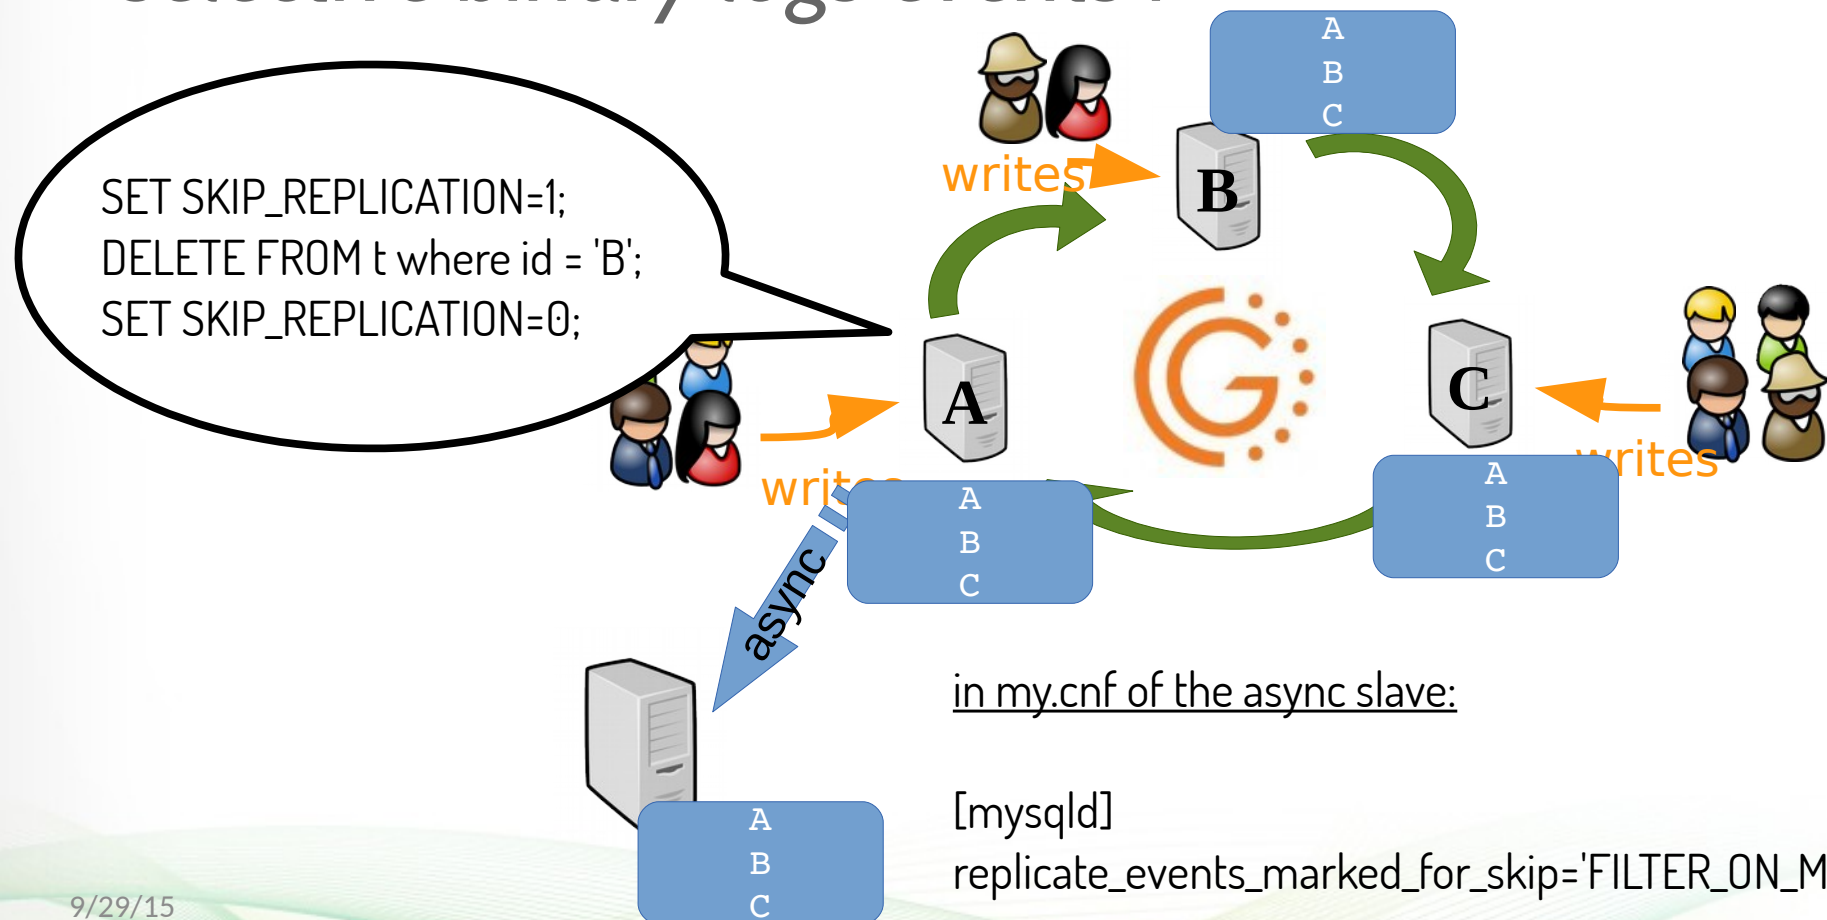 A
B
C
SET SKIP_REPLICATION=1;
DELETE FROM t where id = 'B';
SET SKIP_REPLICATION=0;
writes
B
A
C
writes
A
B
C
A
B
C
async
in my.cnf of the async slave:
[mysqld]
replicate_events_marked_for_skip='FILTER_ON_M
A
B
C
9/29/15